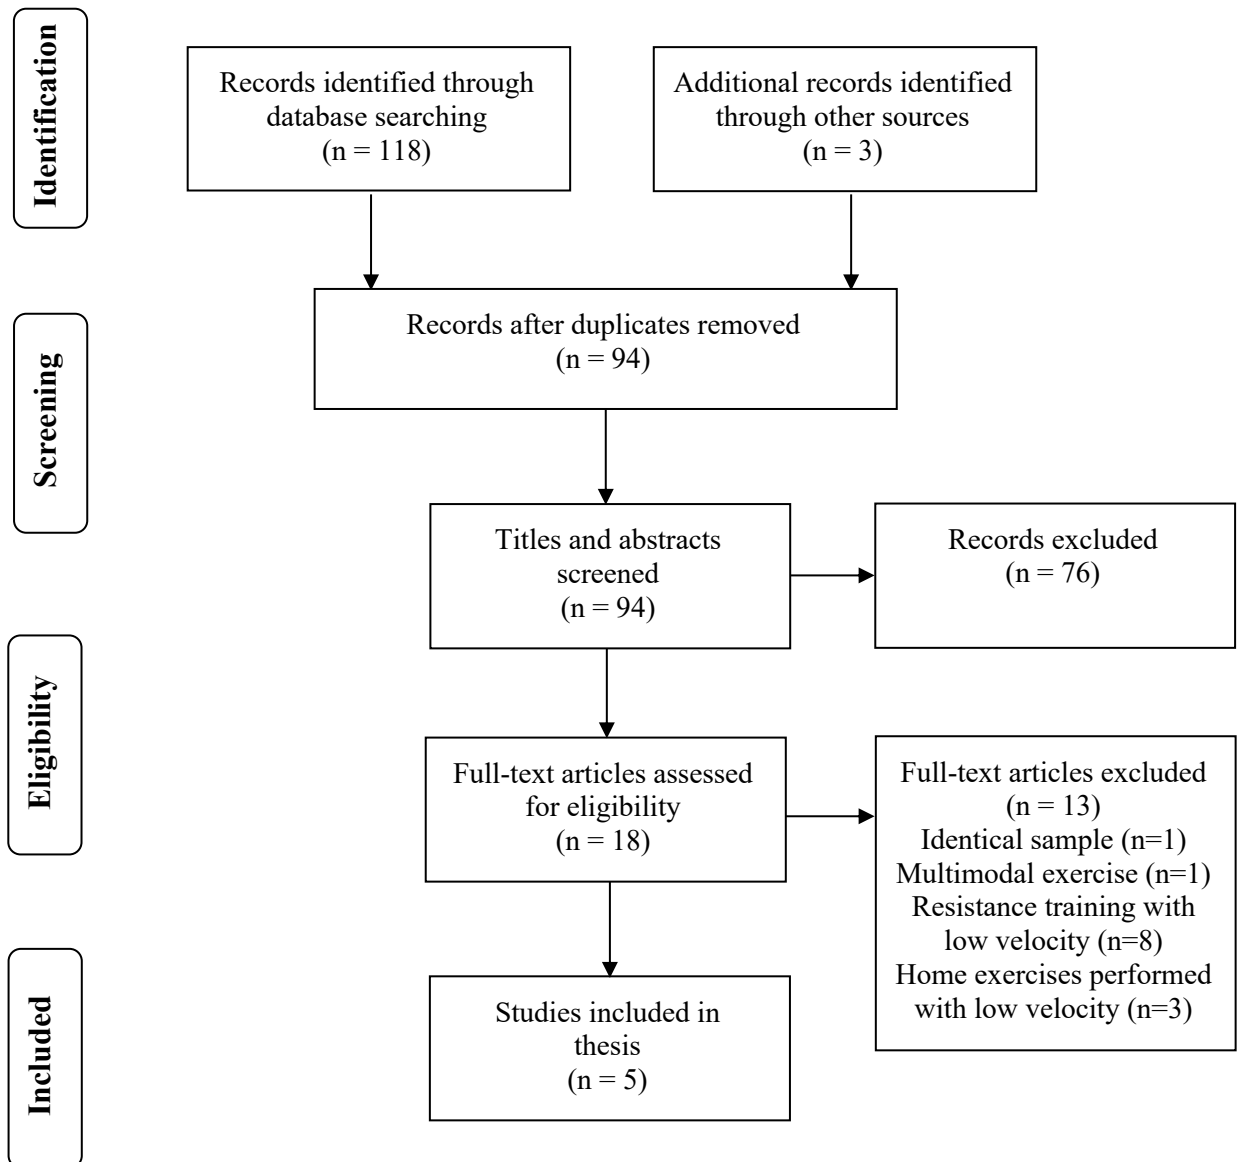 Identification
Records identified through
database searching
(n = 118)
Additional records identified
through other sources
(n = 3)
Screening
Records after duplicates removed
(n = 94)
Titles and abstracts
screened
(n = 94)
Records excluded
(n = 76)
Eligibility
Full-text articles assessed
for eligibility
(n = 18)
Full-text articles excluded
(n = 13)
Identical sample (n=1)
Multimodal exercise (n=1)
Resistance training with
low velocity (n=8)
Home exercises performed
with low velocity (n=3)
Included
Studies included in
thesis
(n = 5)